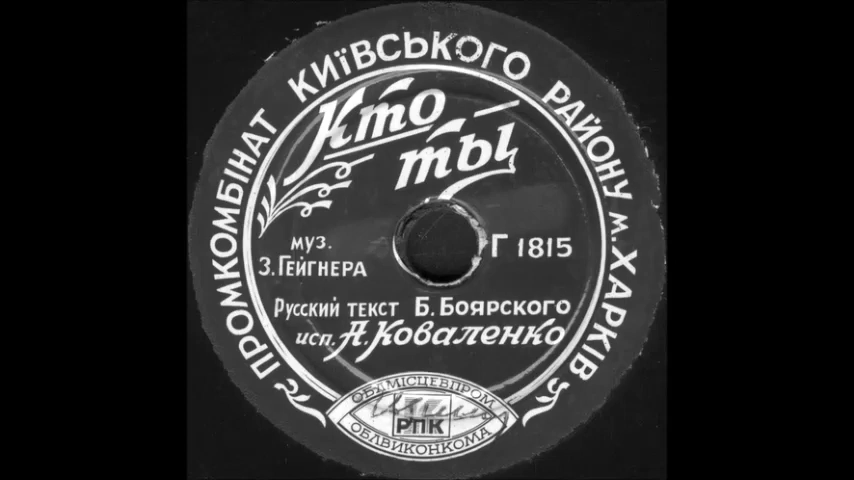 ПРОМКОМБІНАТ КИЇВСЬКОГО РАЙОНУ м. ХАРКІВ
Кто
ты
муз.
З. ГЕЙГНЕРА
Г 1815
Русский текст Б. Боярского
исп. А. Коваленко
ОБЛМІСЦЕВПРОМ
РПК
ОБЛВИКОНКОМА